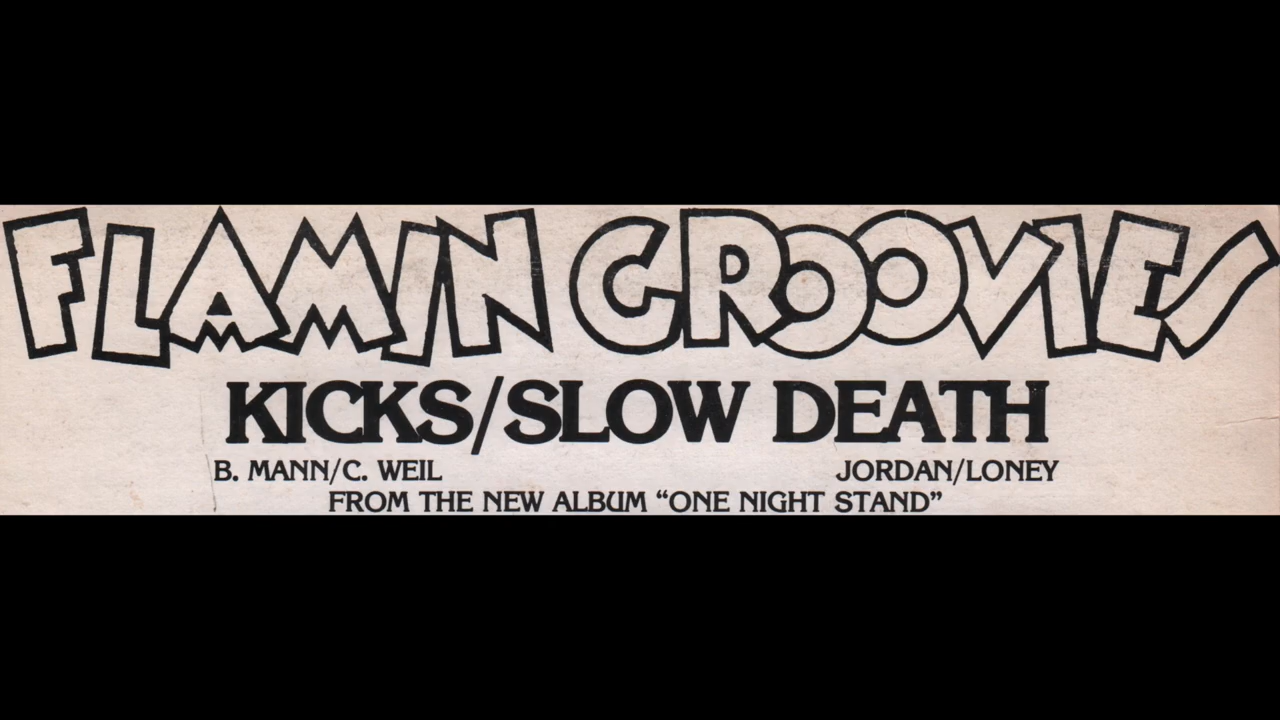 FLAMIN GROOVIES
KICKS/SLOW DEATH
B. MANN/C. WEIL JORDAN/LONEY
FROM THE NEW ALBUM “ONE NIGHT STAND”